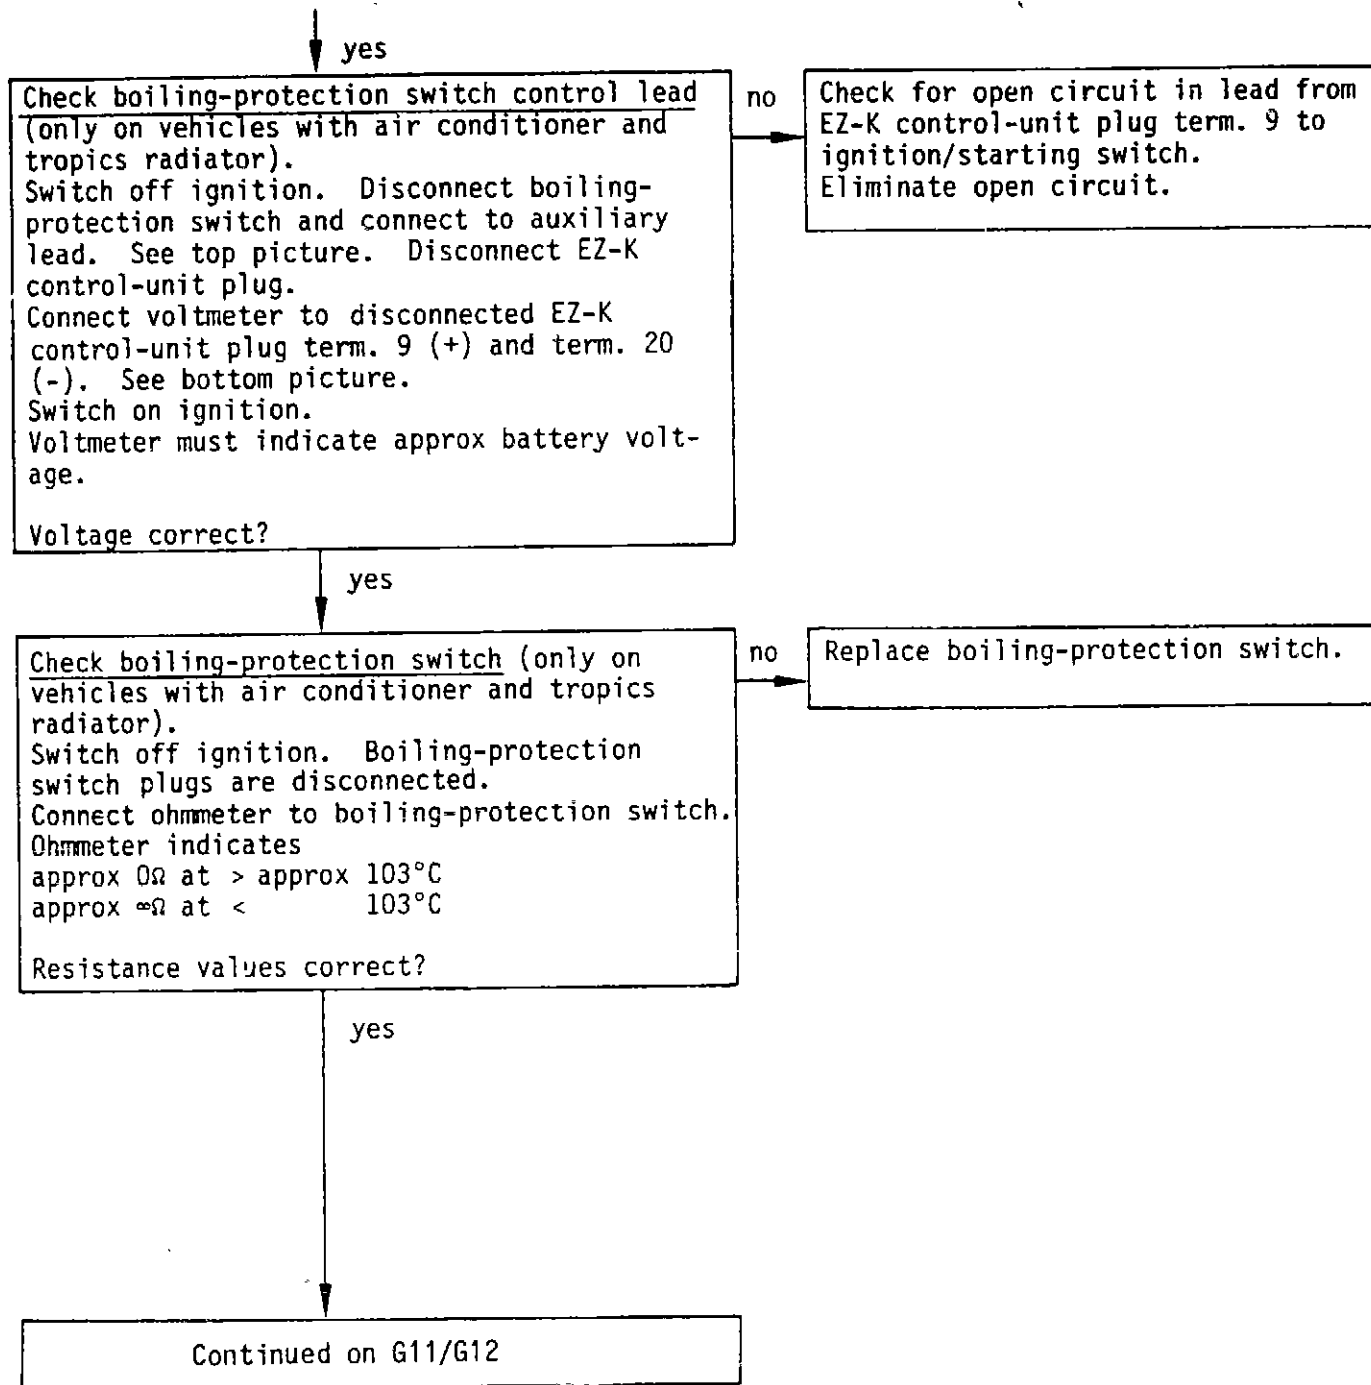 yes
Check boiling-protection switch control lead
(only on vehicles with air conditioner and
tropics radiator).
Switch off ignition. Disconnect boiling-
protection switch and connect to auxiliary
lead. See top picture. Disconnect EZ-K
control-unit plug.
Connect voltmeter to disconnected EZ-K
control-unit plug term. 9 (+) and term. 20
(-). See bottom picture.
Switch on ignition.
Voltmeter must indicate approx battery volt-
age.
Voltage correct?
no
Check for open circuit in lead from
EZ-K control-unit plug term. 9 to
ignition/starting switch.
Eliminate open circuit.
yes
Check boiling-protection switch (only on
vehicles with air conditioner and tropics
radiator).
Switch off ignition. Boiling-protection
switch plugs are disconnected.
Connect ohmmeter to boiling-protection switch.
Ohmmeter indicates
approx 0Ω at > approx 103°C
approx ∞Ω at < 103°C
Resistance values correct?
no
Replace boiling-protection switch.
yes
Continued on G11/G12